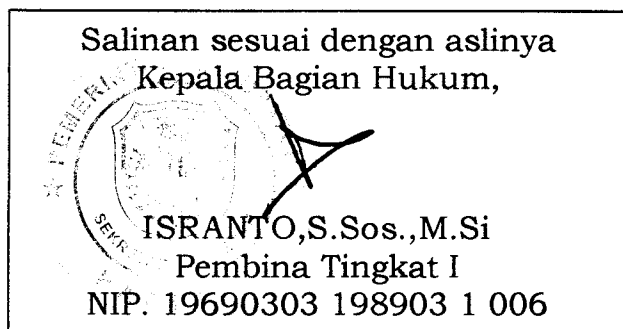 Salinan sesuai dengan aslinya
Kepala Bagian Hukum,
ISRANTO,S.Sos.,M.Si
Pembina Tingkat I
NIP. 19690303 198903 1 006